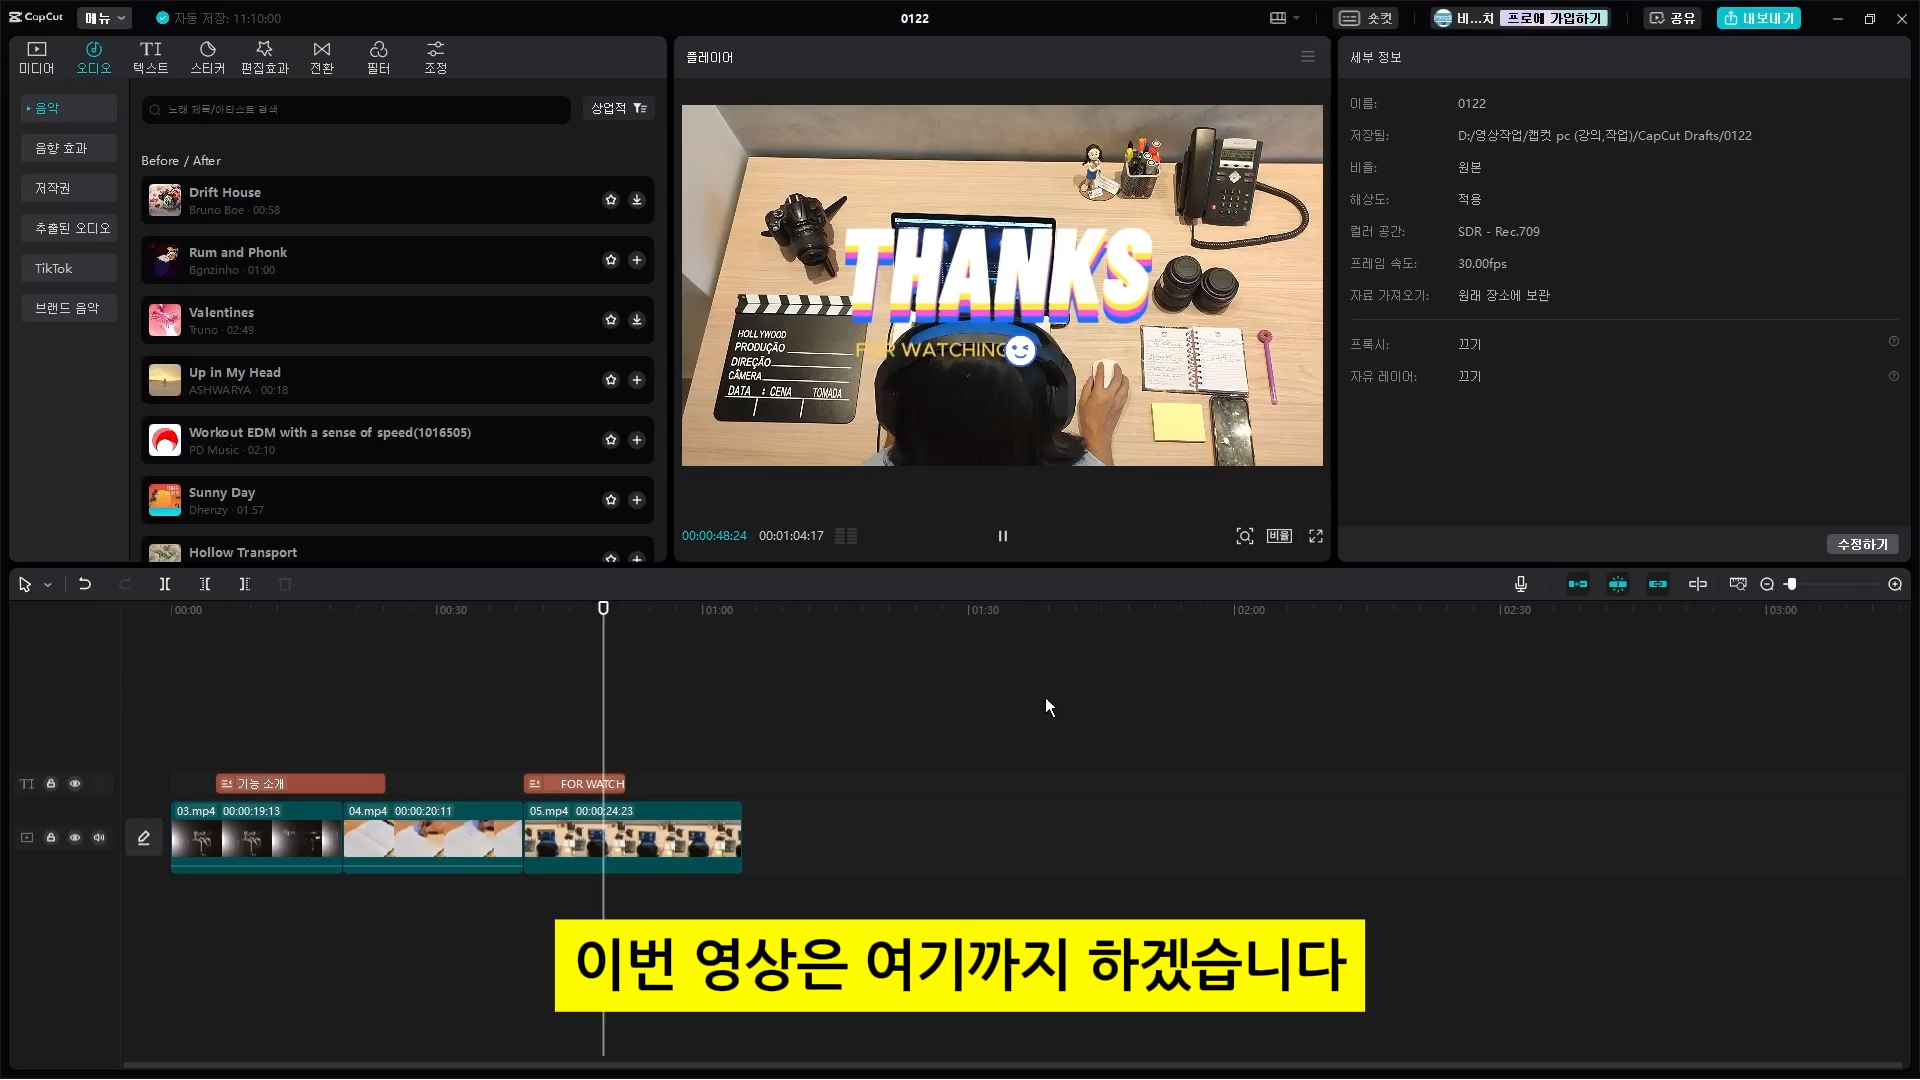 CapCut
메뉴
자동 저장: 11:10:00
0122
숏컷
비...치
프로에 가입하기
공유
내보내기
미디어
오디오
텍스트
스티커
편집효과
전환
필터
조정
음악
음향 효과
저작권
추출된 오디오
TikTok
브랜드 음악
노래 제목/아티스트 검색
상업적
Before / After
Drift House
Bruno Boe · 00:58
Rum and Phonk
Bgnzinho · 01:00
Valentines
Truno · 02:49
Up in My Head
ASHWARYA · 00:18
Workout EDM with a sense of speed(1016505)
PD Music · 02:10
Sunny Day
Dhenzy · 01:57
Hollow Transport
플레이어
THANKS
FOR WATCHING
HOLLYWOOD
PRODUÇÃO
DIREÇÃO
CÂMERA
DATA : CENA TOMADA
00:00:48:24 00:01:04:17
비율
세부 정보
이름: 0122
저장됨: D:/영상작업/캡컷 pc (강의,작업)/CapCut Drafts/0122
비율: 원본
해상도: 적용
컬러 공간: SDR - Rec.709
프레임 속도: 30.00fps
자료 가져오기: 원래 장소에 보관
프록시: 끄기
자유 레이어: 끄기
수정하기
00:00 00:30 01:00 01:30 02:00 02:30 03:00
TI
기능 소개
FOR WATCH
03.mp4 00:00:19:13
04.mp4 00:00:20:11
05.mp4 00:00:24:23
이번 영상은 여기까지 하겠습니다